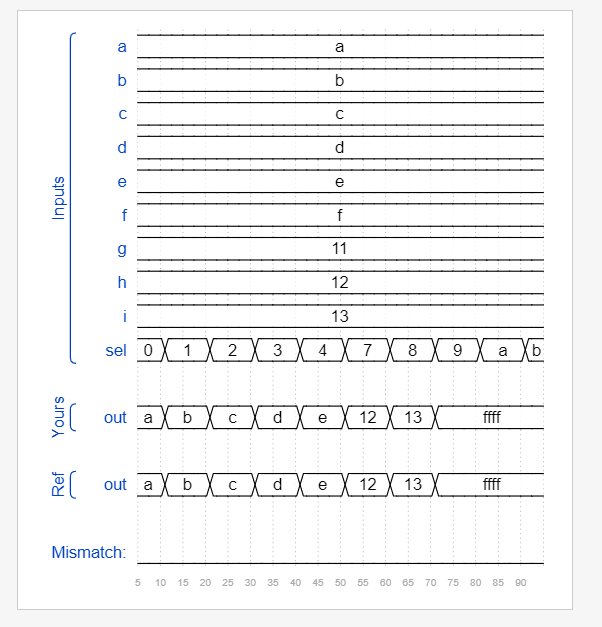 Inputs
a a
b b
c c
d d
e e
f f
g 11
h 12
i 13
sel 0 1 2 3 4 7 8 9 a b
Yours
out a b c d e 12 13 ffff
Ref
out a b c d e 12 13 ffff
Mismatch:
5 10 15 20 25 30 35 40 45 50 55 60 65 70 75 80 85 90